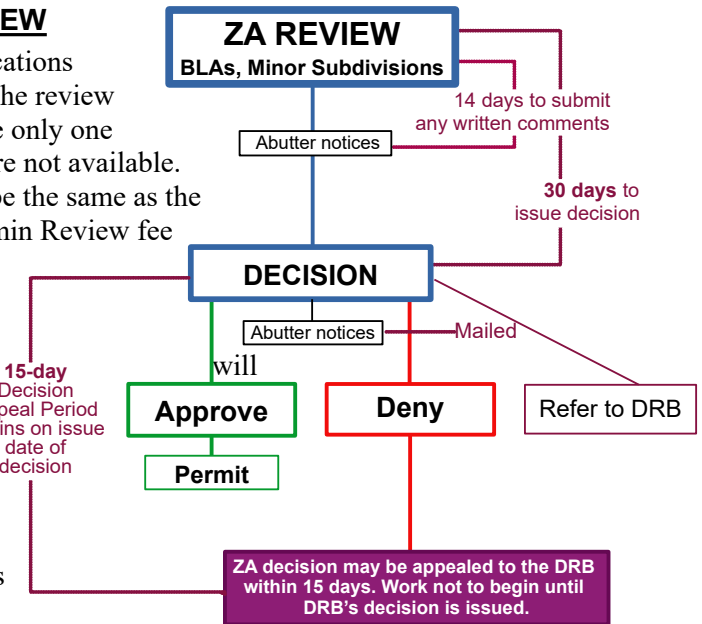 EW
ZA REVIEW
BLAs, Minor Subdivisions
cations
he review
e only one
re not available.
be the same as the
min Review fee
14 days to submit
any written comments
Abutter notices
30 days to
issue decision
DECISION
Abutter notices
Mailed
will
15-day
Decision
peal Period
ins on issue
date of
decision
Approve
Deny
Refer to DRB
Permit
s
ZA decision may be appealed to the DRB
within 15 days. Work not to begin until
DRB's decision is issued.